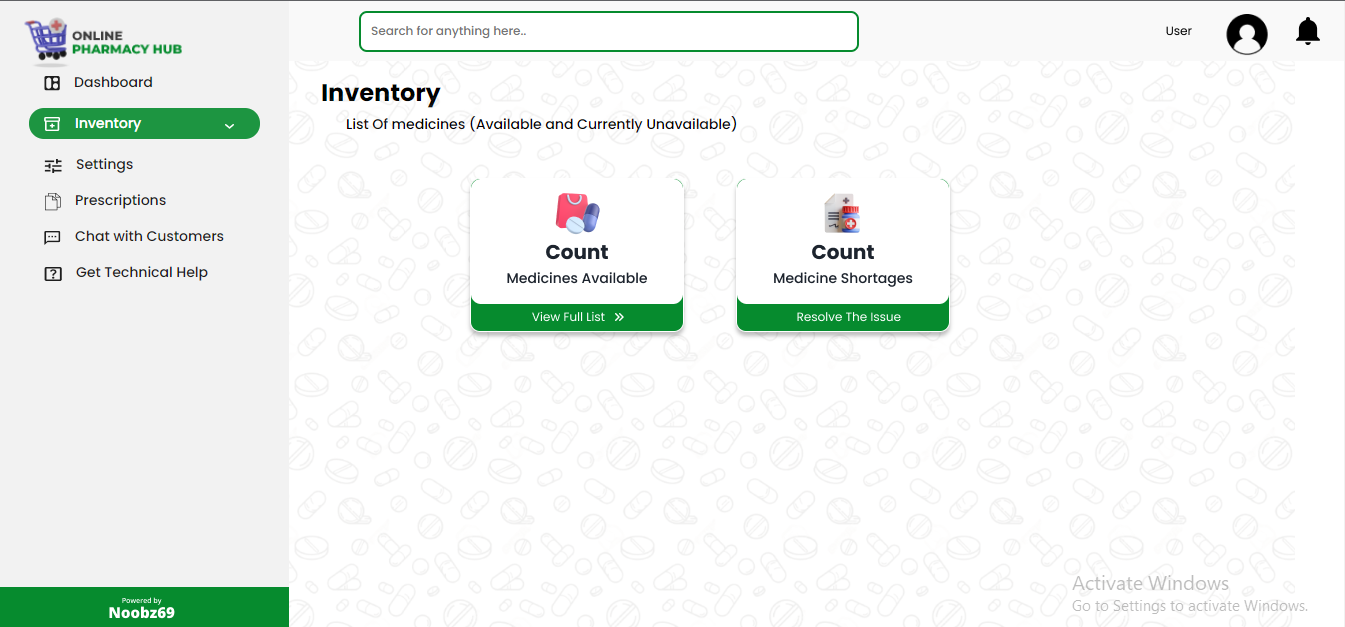 ONLINE
PHARMACY HUB
Dashboard
Inventory
Settings
Prescriptions
Chat with Customers
Get Technical Help
Powered by
Noobz69
Search for anything here..
User
Inventory
List Of medicines (Available and Currently Unavailable)
Count
Medicines Available
View Full List »
Count
Medicine Shortages
Resolve The Issue
Activate Windows
Go to Settings to activate Windows.